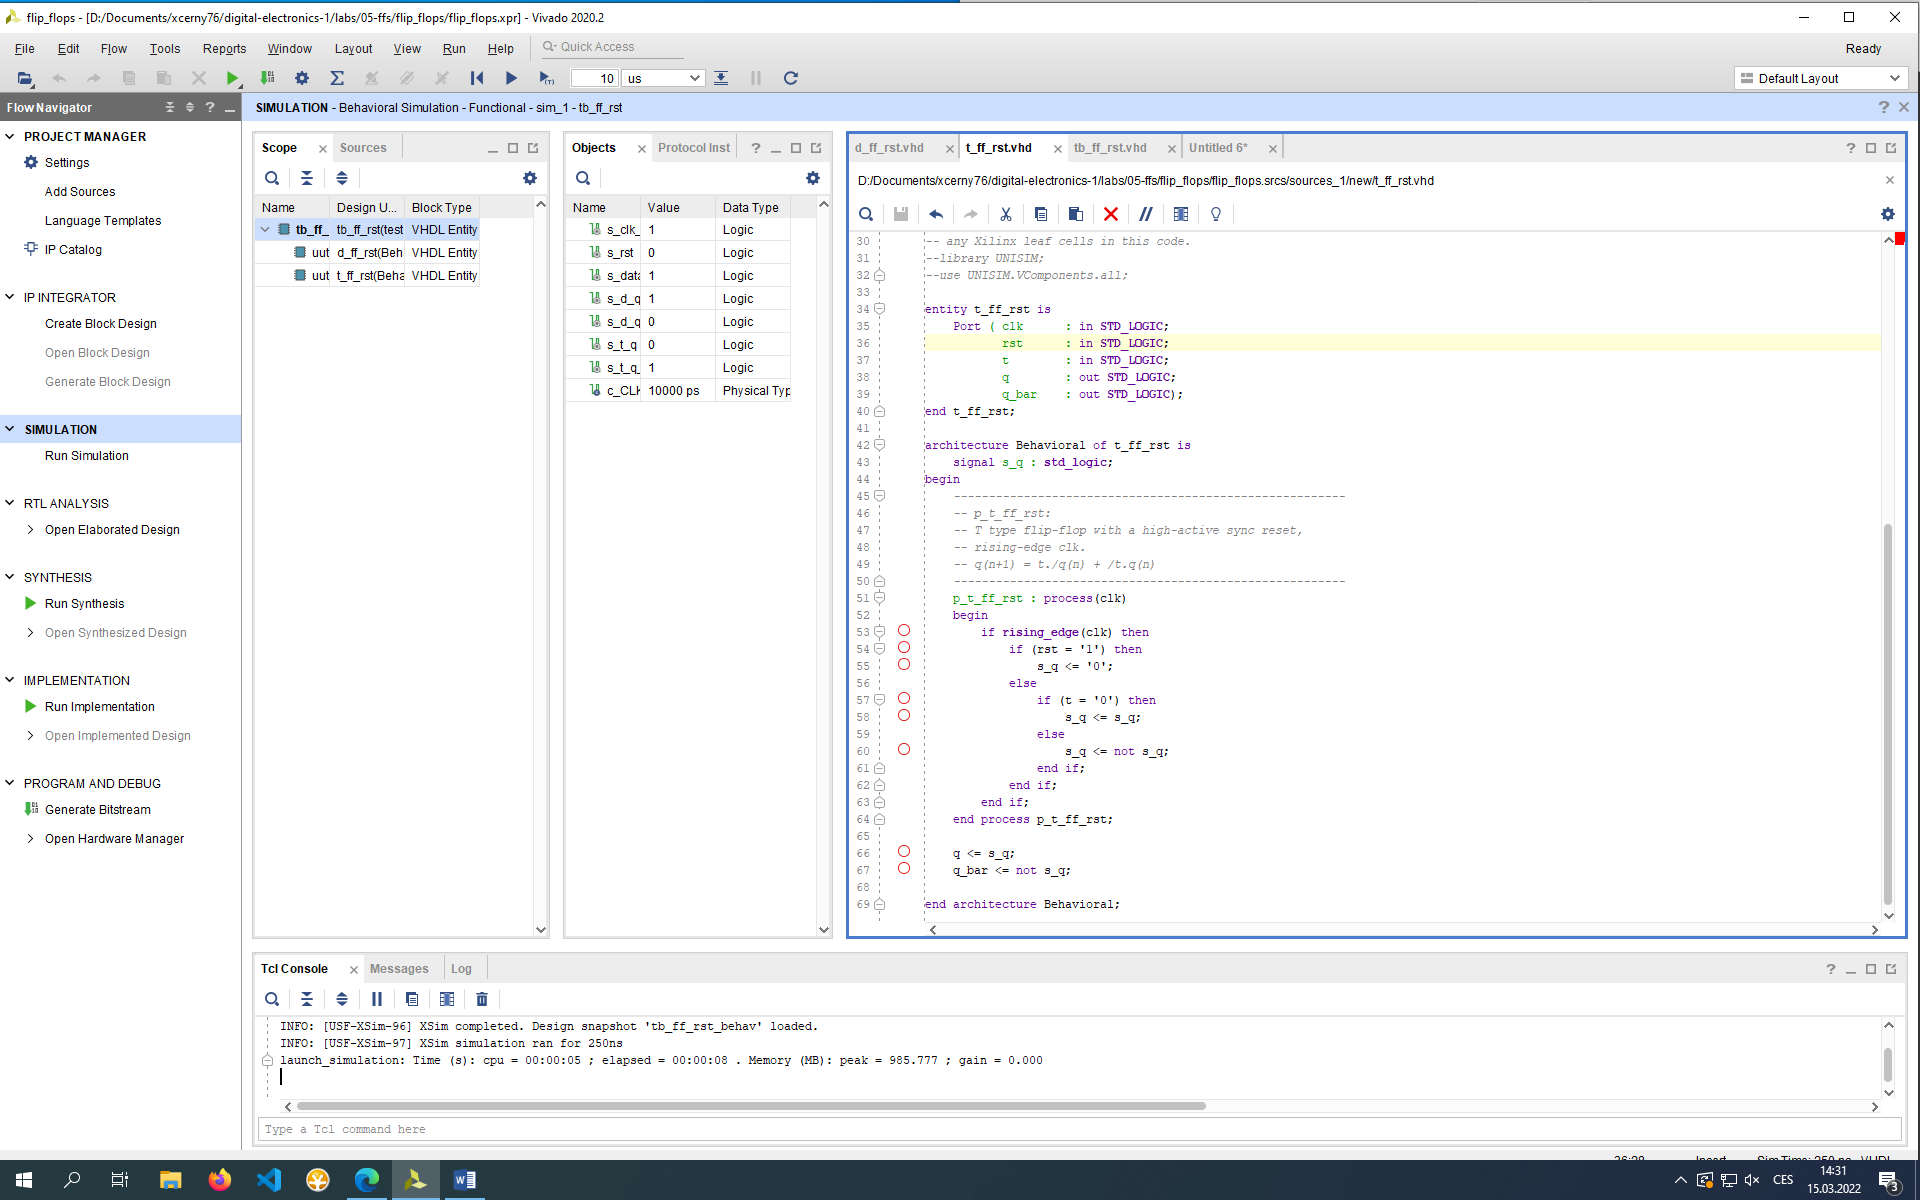 flip_flops - [D:/Documents/xcerny76/digital-electronics-1/labs/05-ffs/flip_flops/flip_flops.xpr] - Vivado 2020.2
File Edit Flow Tools Reports Window Layout View Run Help Quick Access
Ready
10 us
Default Layout
Flow Navigator
PROJECT MANAGER
Settings
Add Sources
Language Templates
IP Catalog
IP INTEGRATOR
Create Block Design
Open Block Design
Generate Block Design
SIMULATION
Run Simulation
RTL ANALYSIS
Open Elaborated Design
SYNTHESIS
Run Synthesis
Open Synthesized Design
IMPLEMENTATION
Run Implementation
Open Implemented Design
PROGRAM AND DEBUG
Generate Bitstream
Open Hardware Manager
SIMULATION - Behavioral Simulation - Functional - sim_1 - tb_ff_rst
Scope Sources
Name Design U... Block Type
tb_ff_ tb_ff_rst(test VHDL Entity
uut d_ff_rst(Beh VHDL Entity
uut t_ff_rst(Beha VHDL Entity
Objects Protocol Inst
Name Value Data Type
s_clk_ 1 Logic
s_rst 0 Logic
s_data 1 Logic
s_d_q 1 Logic
s_d_q 0 Logic
s_t_q 0 Logic
s_t_q_ 1 Logic
c_CLK 10000 ps Physical Typ
d_ff_rst.vhd t_ff_rst.vhd tb_ff_rst.vhd Untitled 6*
D:/Documents/xcerny76/digital-electronics-1/labs/05-ffs/flip_flops/flip_flops.srcs/sources_1/new/t_ff_rst.vhd
30 -- any Xilinx leaf cells in this code.
31 --library UNISIM;
32 --use UNISIM.VComponents.all;
33
34 entity t_ff_rst is
35 Port ( clk : in STD_LOGIC;
36 rst : in STD_LOGIC;
37 t : in STD_LOGIC;
38 q : out STD_LOGIC;
39 q_bar : out STD_LOGIC);
40 end t_ff_rst;
41
42 architecture Behavioral of t_ff_rst is
43 signal s_q : std_logic;
44 begin
45 --------------------------------------------------------
46 -- p_t_ff_rst:
47 -- T type flip-flop with a high-active sync reset,
48 -- rising-edge clk.
49 -- q(n+1) = t./q(n) + /t.q(n)
50 --------------------------------------------------------
51 p_t_ff_rst : process(clk)
52 begin
53 if rising_edge(clk) then
54 if (rst = '1') then
55 s_q <= '0';
56 else
57 if (t = '0') then
58 s_q <= s_q;
59 else
60 s_q <= not s_q;
61 end if;
62 end if;
63 end if;
64 end process p_t_ff_rst;
65
66 q <= s_q;
67 q_bar <= not s_q;
68
69 end architecture Behavioral;
Tcl Console Messages Log
INFO: [USF-XSim-96] XSim completed. Design snapshot 'tb_ff_rst_behav' loaded.
INFO: [USF-XSim-97] XSim simulation ran for 250ns
launch_simulation: Time (s): cpu = 00:00:05 ; elapsed = 00:00:08 . Memory (MB): peak = 985.777 ; gain = 0.000
Type a Tcl command here
CES
14:31
15.03.2022
3